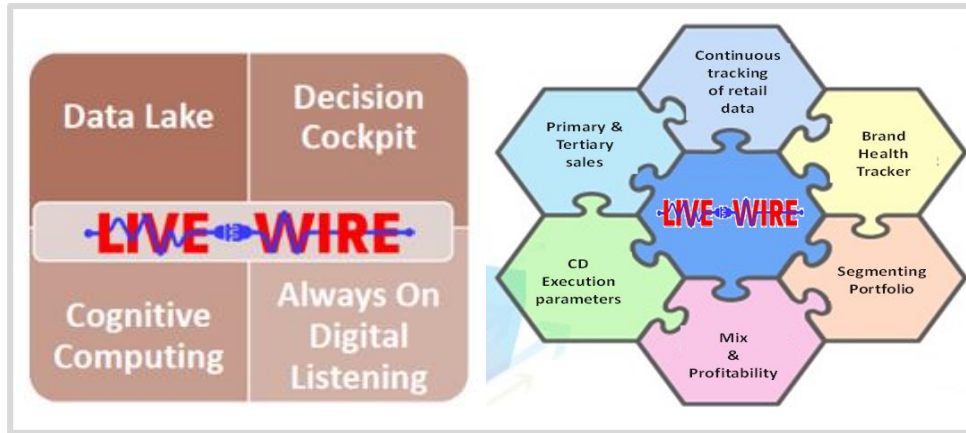 Data Lake
Decision
Cockpit
LIVE WIRE
Cognitive
Computing
Always On
Digital
Listening
Continuous
tracking
of retail
data
Primary &
Tertiary
sales
Brand
Health
Tracker
LIVE WIRE
CD
Execution
parameters
Segmenting
Portfolio
Mix
&
Profitability